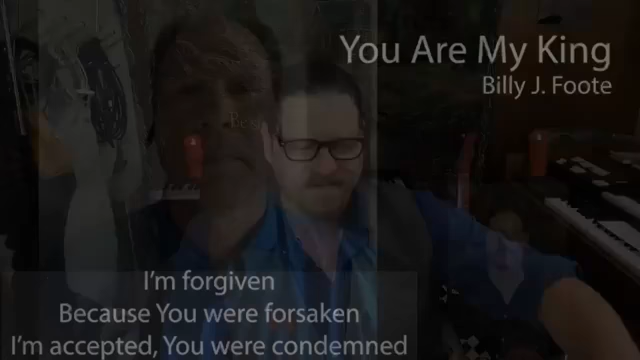 You Are My King
Billy J. Foote
I'm forgiven
Because You were forsaken
I'm accepted, You were condemned